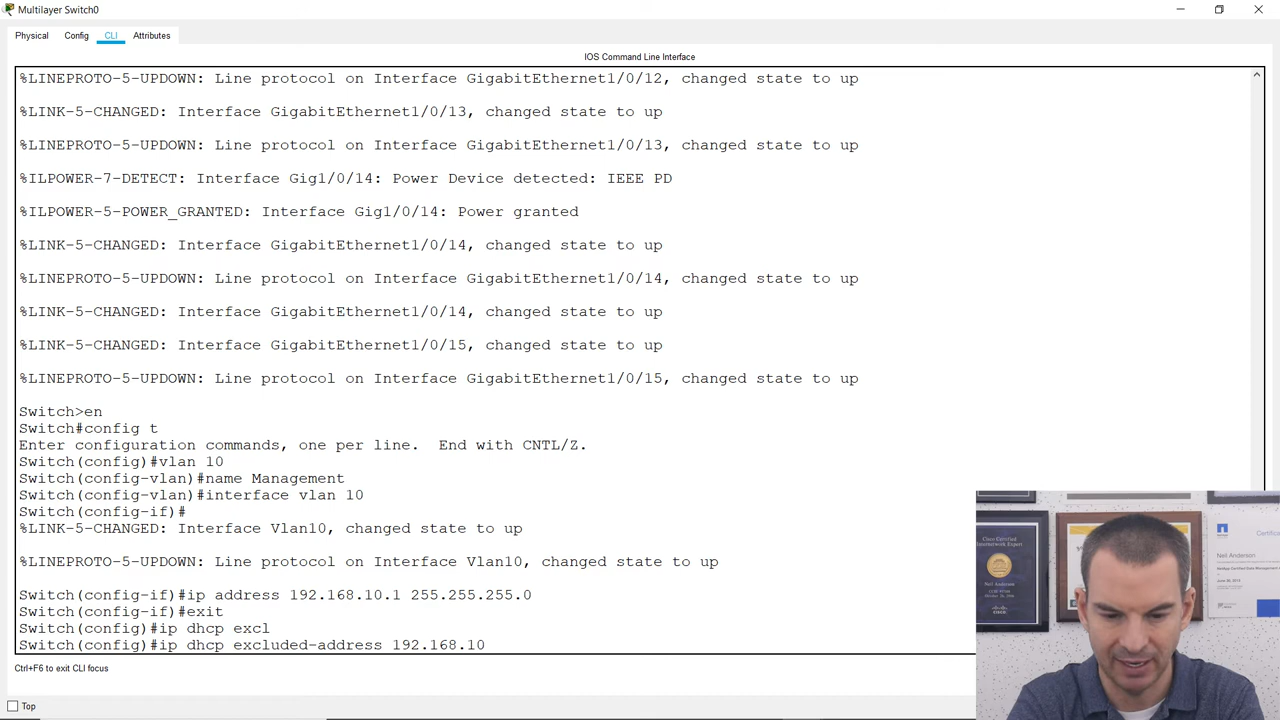 Multilayer Switch0
Physical Config CLI Attributes
IOS Command Line Interface
%LINEPROTO-5-UPDOWN: Line protocol on Interface GigabitEthernet1/0/12, changed state to up
%LINK-5-CHANGED: Interface GigabitEthernet1/0/13, changed state to up
%LINEPROTO-5-UPDOWN: Line protocol on Interface GigabitEthernet1/0/13, changed state to up
%ILPOWER-7-DETECT: Interface Gig1/0/14: Power Device detected: IEEE PD
%ILPOWER-5-POWER_GRANTED: Interface Gig1/0/14: Power granted
%LINK-5-CHANGED: Interface GigabitEthernet1/0/14, changed state to up
%LINEPROTO-5-UPDOWN: Line protocol on Interface GigabitEthernet1/0/14, changed state to up
%LINK-5-CHANGED: Interface GigabitEthernet1/0/14, changed state to up
%LINK-5-CHANGED: Interface GigabitEthernet1/0/15, changed state to up
%LINEPROTO-5-UPDOWN: Line protocol on Interface GigabitEthernet1/0/15, changed state to up
Switch>en
Switch#config t
Enter configuration commands, one per line. End with CNTL/Z.
Switch(config)#vlan 10
Switch(config-vlan)#name Management
Switch(config-vlan)#interface vlan 10
Switch(config-if)#
%LINK-5-CHANGED: Interface Vlan10, changed state to up
%LINEPROTO-5-UPDOWN: Line protocol on Interface Vlan10, changed state to up
Switch(config-if)#ip address 192.168.10.1 255.255.255.0
Switch(config-if)#exit
Switch(config)#ip dhcp excl
Switch(config)#ip dhcp excluded-address 192.168.10
Ctrl+F6 to exit CLI focus
Top
Cisco Certified
Internetwork Expert
Neil Anderson
Neil Anderson